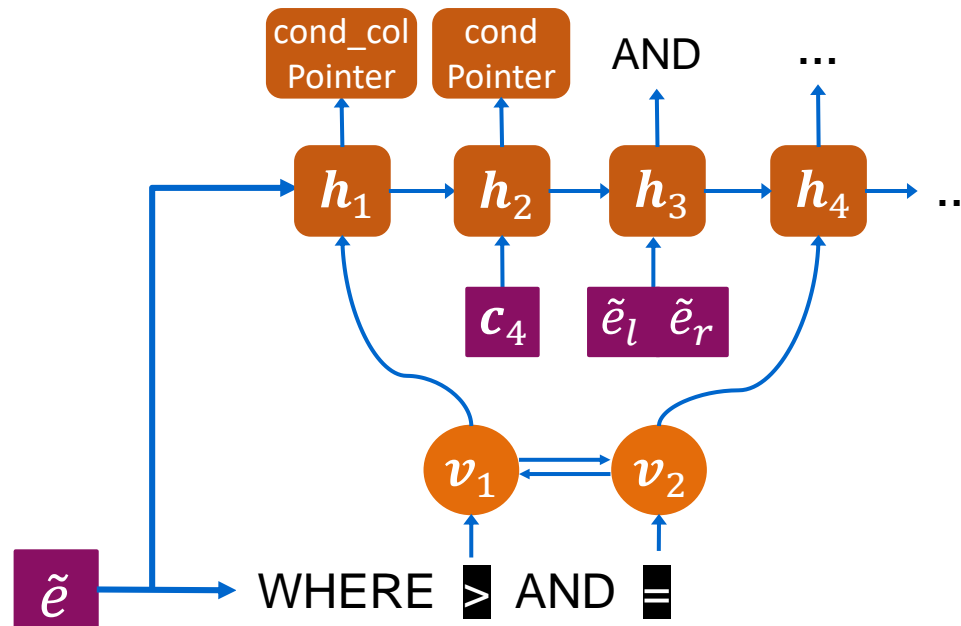 cond_col
Pointer
cond
Pointer
AND
...
h₁
h₂
h₃
h₄
..
c₄
ẽₗ ẽᵣ
v₁
v₂
ẽ
WHERE > AND =